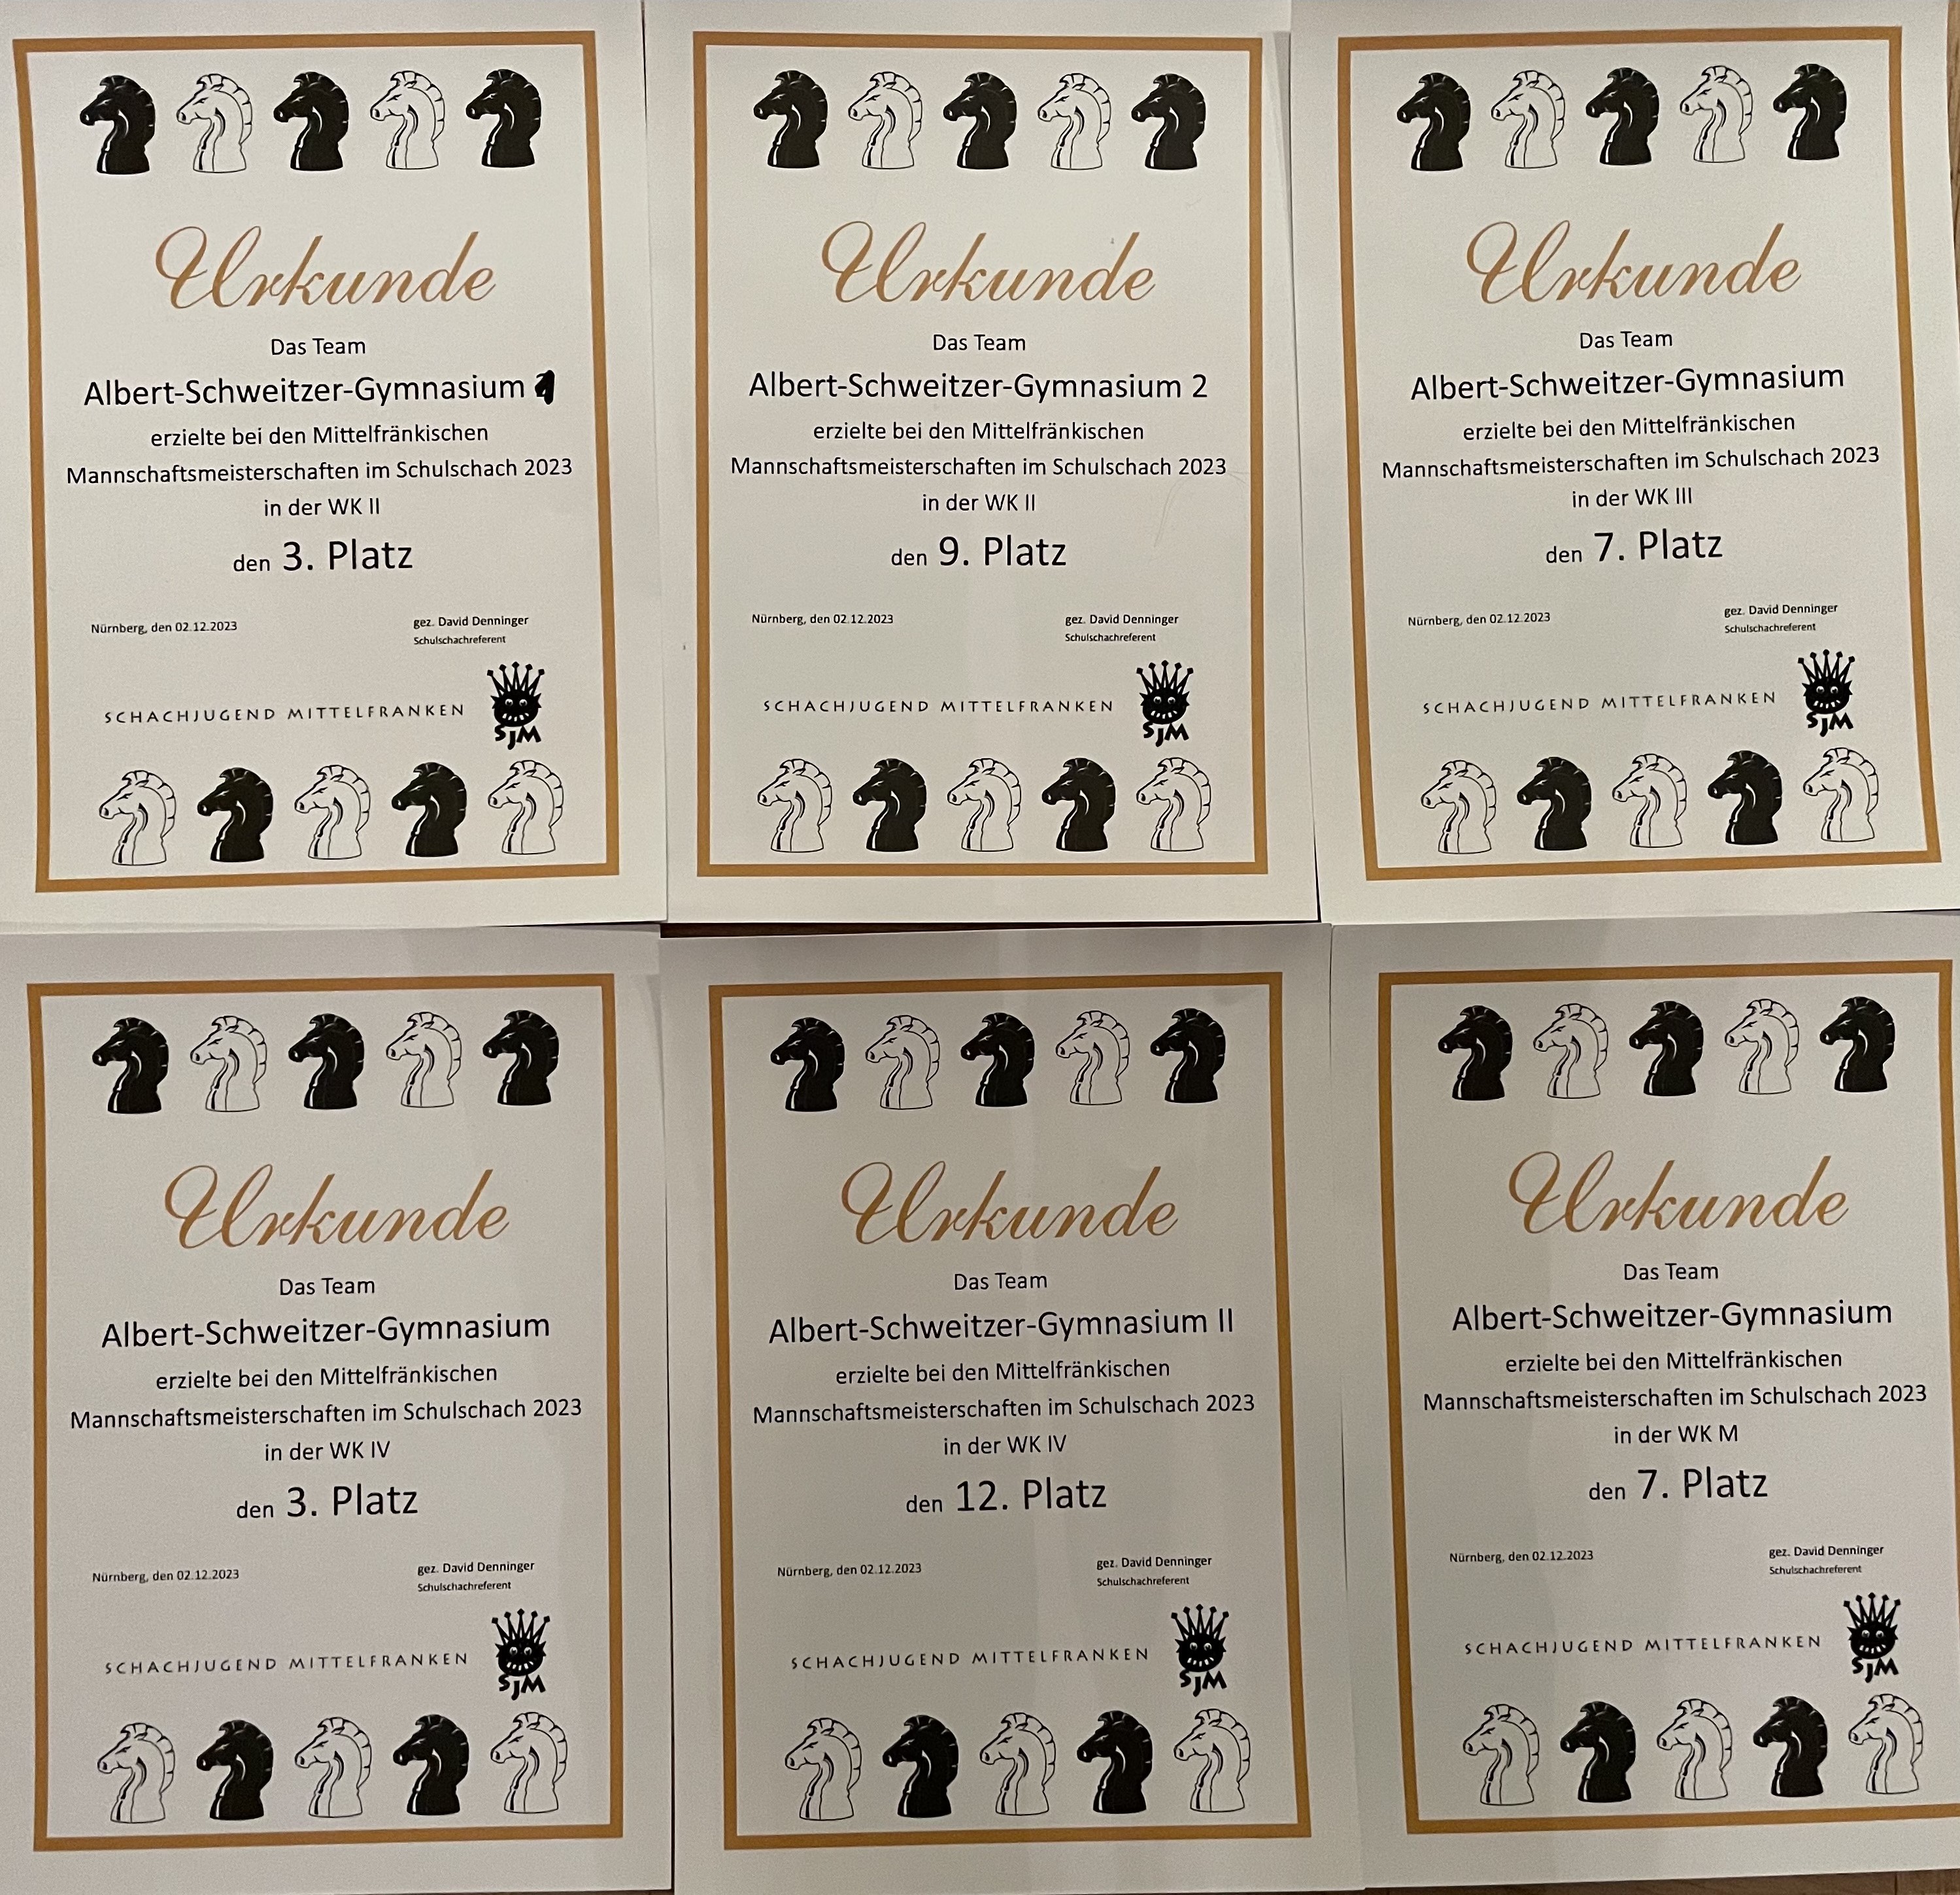 Urkunde
Das Team
Albert-Schweitzer-Gymnasium 1
erzielte bei den Mittelfränkischen
Mannschaftsmeisterschaften im Schulschach 2023
in der WK II
den 3. Platz
Nürnberg, den 02.12.2023
gez. David Denninger
Schulschachreferent
SCHACHJUGEND MITTELFRANKEN
SJM
Urkunde
Das Team
Albert-Schweitzer-Gymnasium 2
erzielte bei den Mittelfränkischen
Mannschaftsmeisterschaften im Schulschach 2023
in der WK II
den 9. Platz
Nürnberg, den 02.12.2023
gez. David Denninger
Schulschachreferent
SCHACHJUGEND MITTELFRANKEN
SJM
Urkunde
Das Team
Albert-Schweitzer-Gymnasium
erzielte bei den Mittelfränkischen
Mannschaftsmeisterschaften im Schulschach 2023
in der WK III
den 7. Platz
Nürnberg, den 02.12.2023
gez. David Denninger
Schulschachreferent
SCHACHJUGEND MITTELFRANKEN
SJM
Urkunde
Das Team
Albert-Schweitzer-Gymnasium
erzielte bei den Mittelfränkischen
Mannschaftsmeisterschaften im Schulschach 2023
in der WK IV
den 3. Platz
Nürnberg, den 02.12.2023
gez. David Denninger
Schulschachreferent
SCHACHJUGEND MITTELFRANKEN
SJM
Urkunde
Das Team
Albert-Schweitzer-Gymnasium II
erzielte bei den Mittelfränkischen
Mannschaftsmeisterschaften im Schulschach 2023
in der WK IV
den 12. Platz
Nürnberg, den 02.12.2023
gez. David Denninger
Schulschachreferent
SCHACHJUGEND MITTELFRANKEN
SJM
Urkunde
Das Team
Albert-Schweitzer-Gymnasium
erzielte bei den Mittelfränkischen
Mannschaftsmeisterschaften im Schulschach 2023
in der WK M
den 7. Platz
Nürnberg, den 02.12.2023
gez. David Denninger
Schulschachreferent
SCHACHJUGEND MITTELFRANKEN
SJM